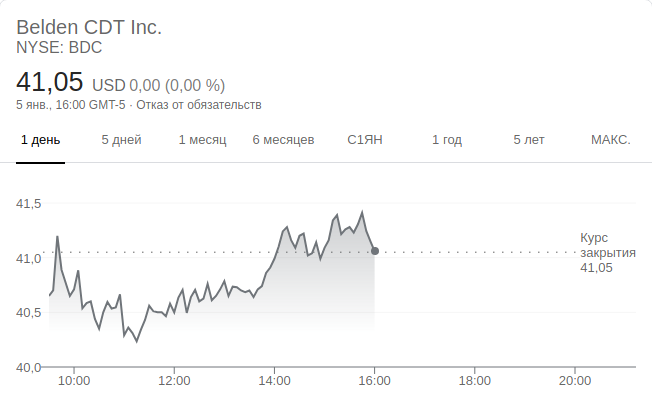 Belden CDT Inc.
NYSE: BDC
41,05 USD 0,00 (0,00 %)
5 янв., 16:00 GMT-5 · Отказ от обязательств
1 день 5 дней 1 месяц 6 месяцев С1ЯН 1 год 5 лет МАКС.
41,5
Курс
41,0 закрытия
41,05
40,5
40,0
10:00 12:00 14:00 16:00 18:00 20:00